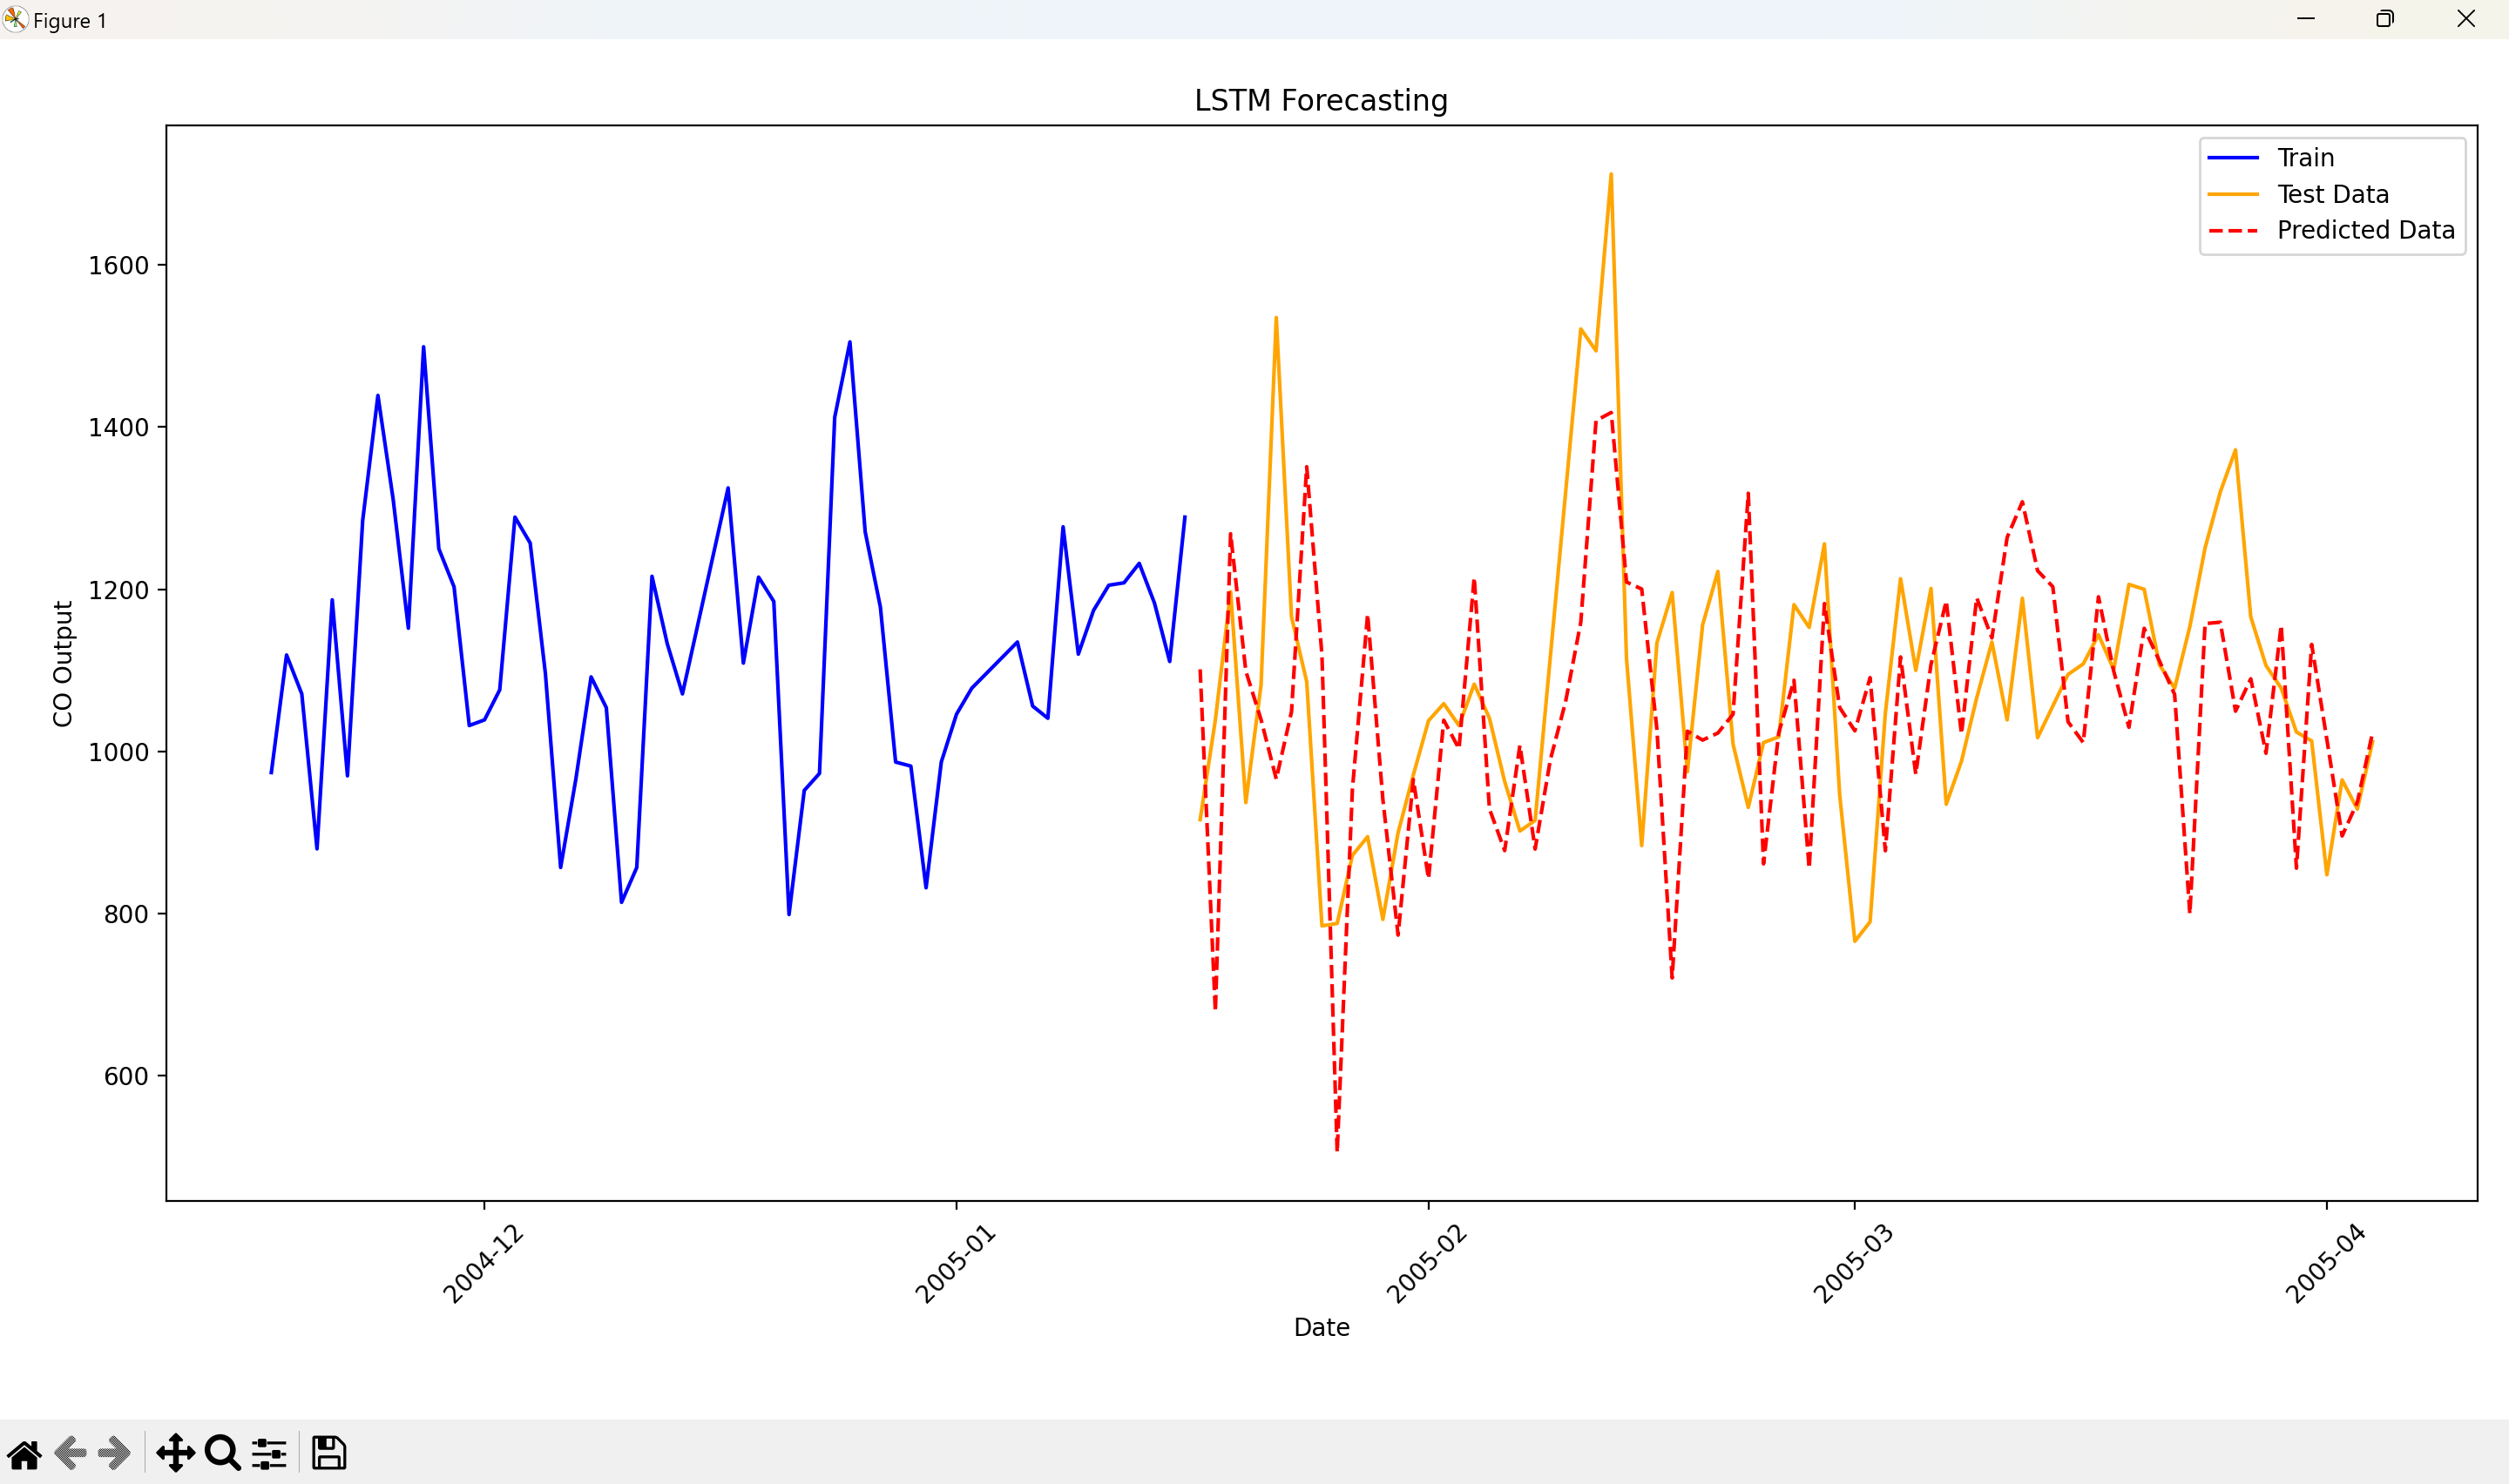 Figure 1
LSTM Forecasting
Train
Test Data
Predicted Data
1600
1400
1200
1000
800
600
CO Output
2004-12
2005-01
2005-02
2005-03
2005-04
Date